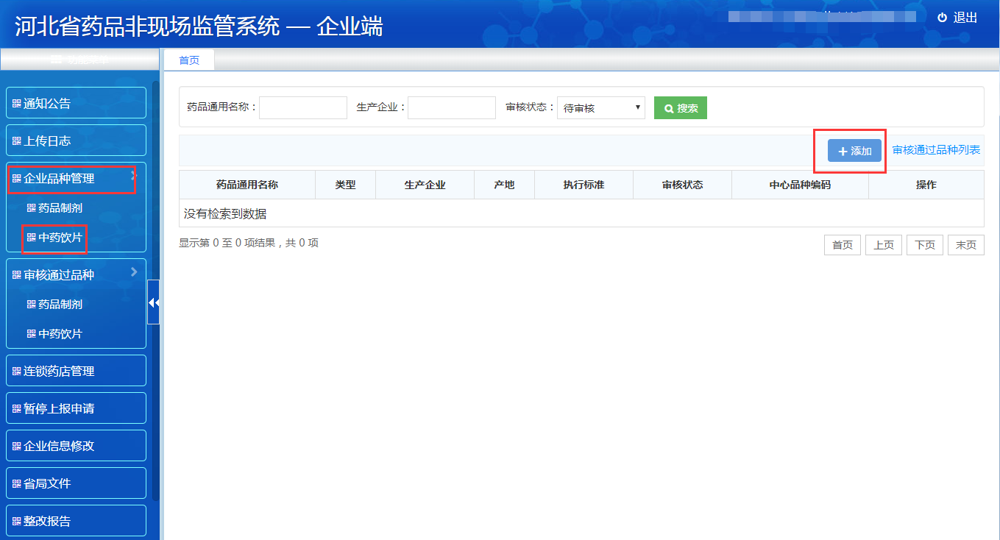 河北省药品非现场监管系统 — 企业端
退出
首页
通知公告
上传日志
企业品种管理
药品制剂
中药饮片
审核通过品种
药品制剂
中药饮片
连锁药店管理
暂停上报申请
企业信息修改
省局文件
整改报告
药品通用名称： 生产企业： 审核状态： 待审核 搜索
添加 审核通过品种列表
药品通用名称 类型 生产企业 产地 执行标准 审核状态 中心品种编码 操作
没有检索到数据
显示第 0 至 0 项结果，共 0 项
首页 上页 下页 末页